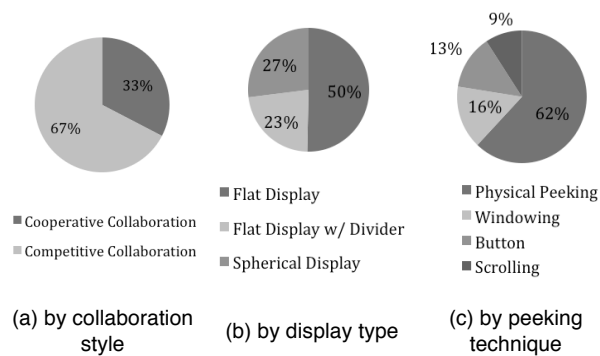 33%
67%
Cooperative Collaboration
Competitive Collaboration
(a) by collaboration
style
27%
50%
23%
Flat Display
Flat Display w/ Divider
Spherical Display
(b) by display type
9%
13%
16%
62%
Physical Peeking
Windowing
Button
Scrolling
(c) by peeking
technique